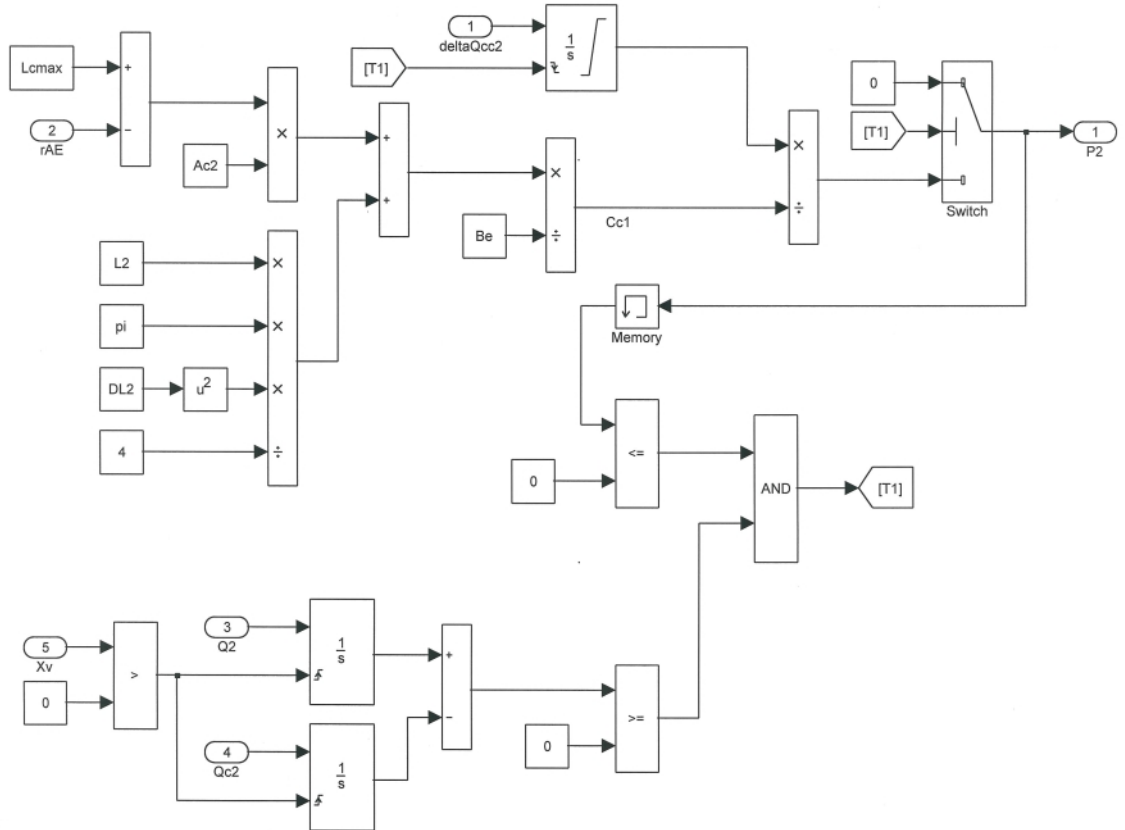 1
deltaQcc2
1
s
Lcmax
+
[T1]
0
2
rAE
−
×
Ac2
+
+
[T1]
1
P2
×
÷
Switch
×
÷
Be
Cc1
L2
×
pi
×
DL2
u2
×
4
÷
Memory
<=
0
AND
[T1]
5
Xv
0
>
3
Q2
1
s
+
−
4
Qc2
1
s
>=
0